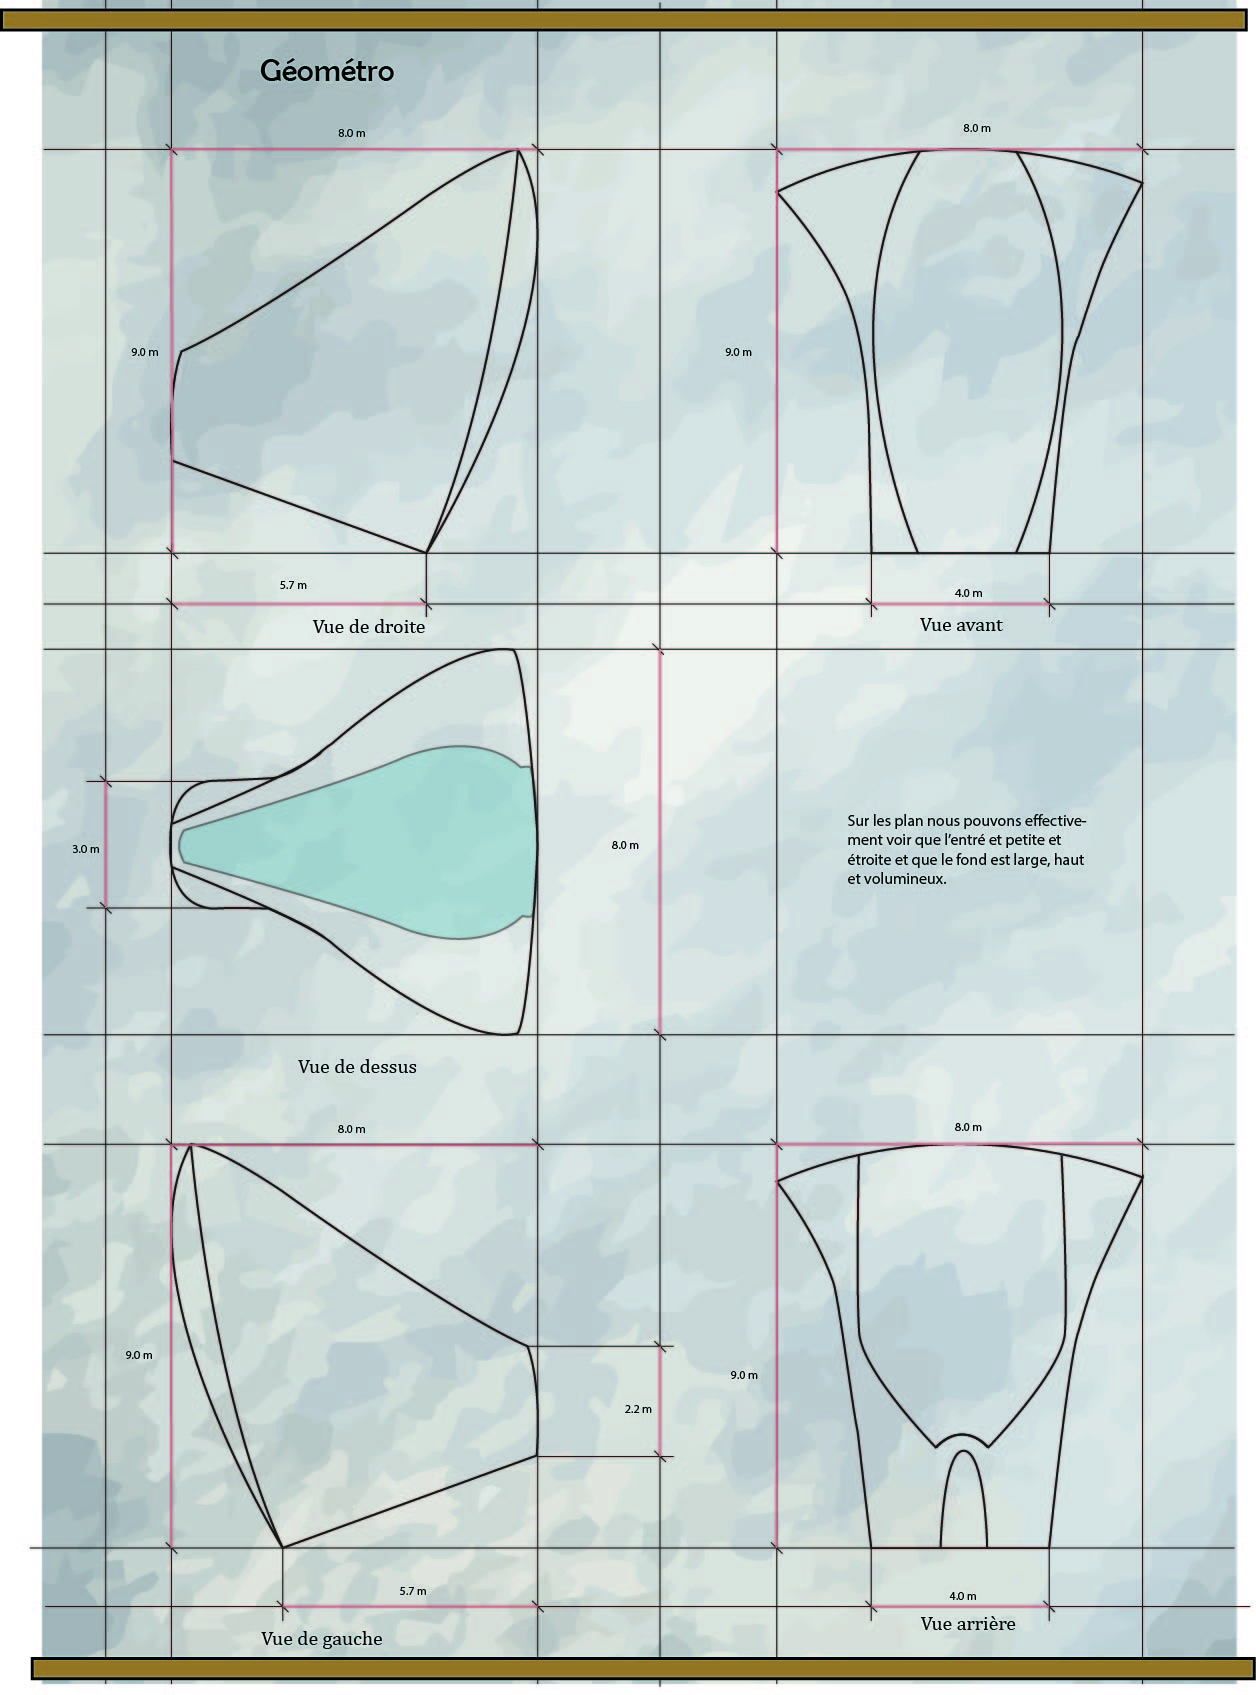 Géométro
8.0 m
8.0 m
9.0 m
9.0 m
5.7 m
4.0 m
Vue de droite
Vue avant
3.0 m
8.0 m
Sur les plan nous pouvons effective-
ment voir que l'entré et petite et
étroite et que le fond est large, haut
et volumineux.
Vue de dessus
8.0 m
8.0 m
9.0 m
2.2 m
9.0 m
5.7 m
4.0 m
Vue de gauche
Vue arrière